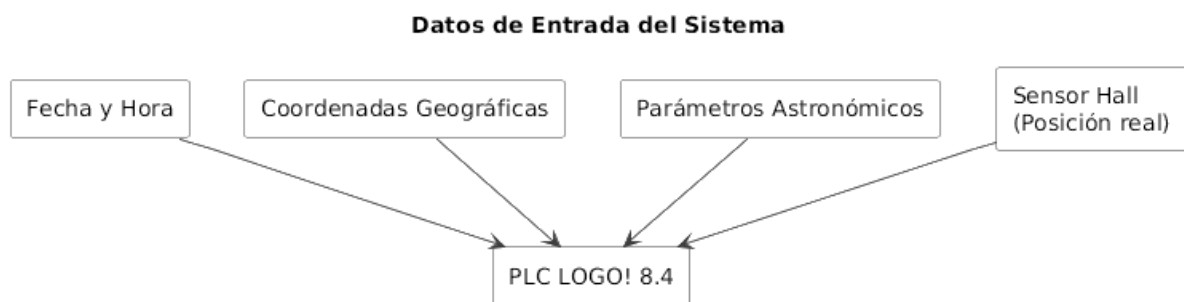 Datos de Entrada del Sistema
Fecha y Hora
Coordenadas Geográficas
Parámetros Astronómicos
Sensor Hall
(Posición real)
PLC LOGO! 8.4